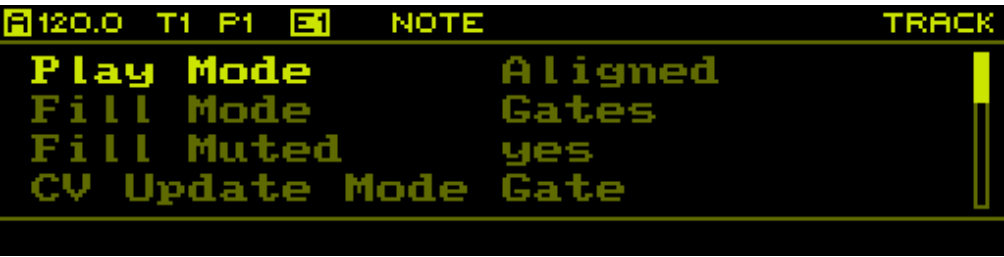 A 120.0 T1 P1 E1 NOTE TRACK
Play Mode Aligned
Fill Mode Gates
Fill Muted yes
CV Update Mode Gate